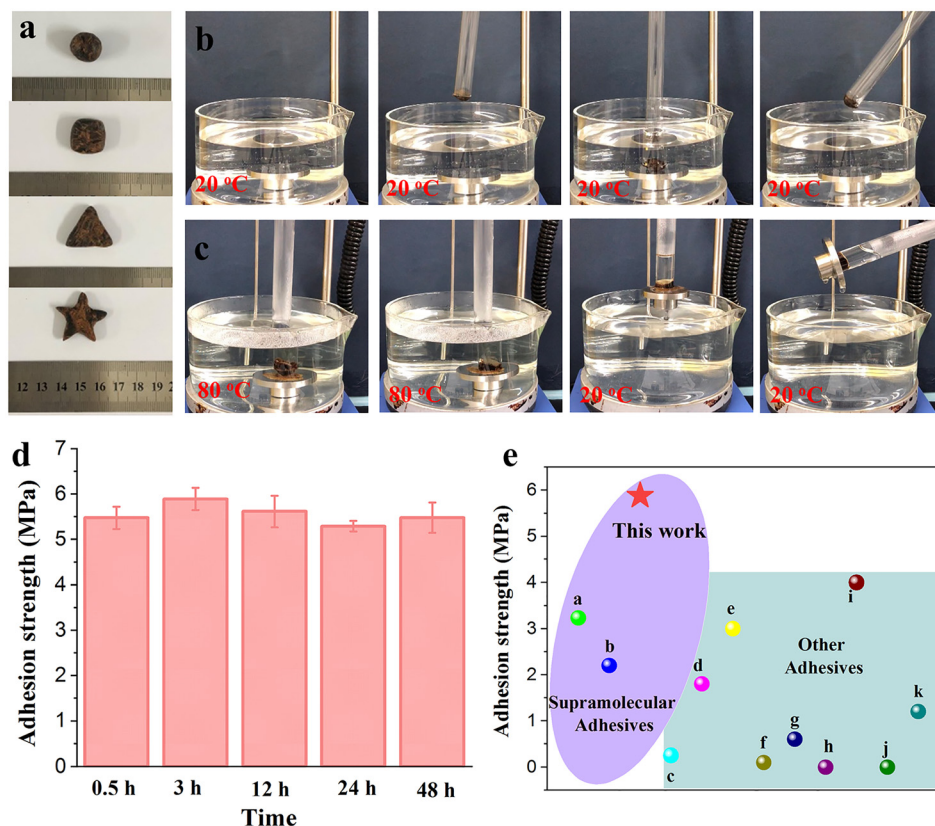 a
12 13 14 15 16 17 18 19 2
b
20 °C
20 °C
20 °C
20 °C
c
80 °C
80 °C
20 °C
20 °C
d
Adhesion strength (MPa)
7
6
5
4
3
2
1
0
0.5 h 3 h 12 h 24 h 48 h
Time
e
Adhesion strength (MPa)
6
5
4
3
2
1
0
This work
a
b
Supramolecular
Adhesives
c
d
e
f
g
h
i
j
k
Other
Adhesives